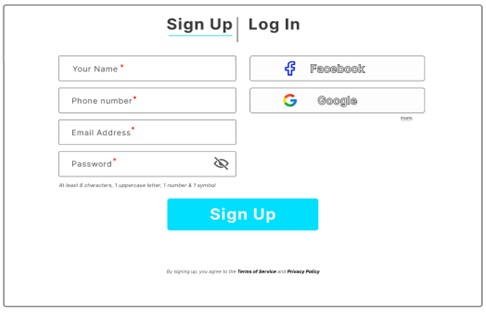 Sign Up | Log In
Your Name *
Facebook
Phone number*
Google
more
Email Address*
Password*
At least 8 characters, 1 uppercase letter, 1 number & 1 symbol
Sign Up
By signing up, you agree to the Terms of Service and Privacy Policy